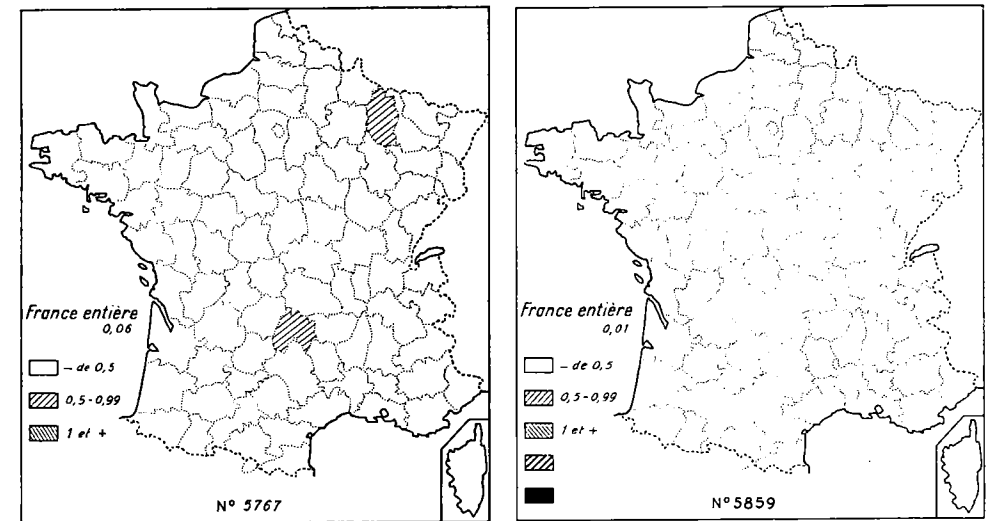 France entière
0,06
– de 0,5
0,5-0,99
1 et +
N° 5767
France entière
0,01
– de 0,5
0,5-0,99
1 et +
N° 5859